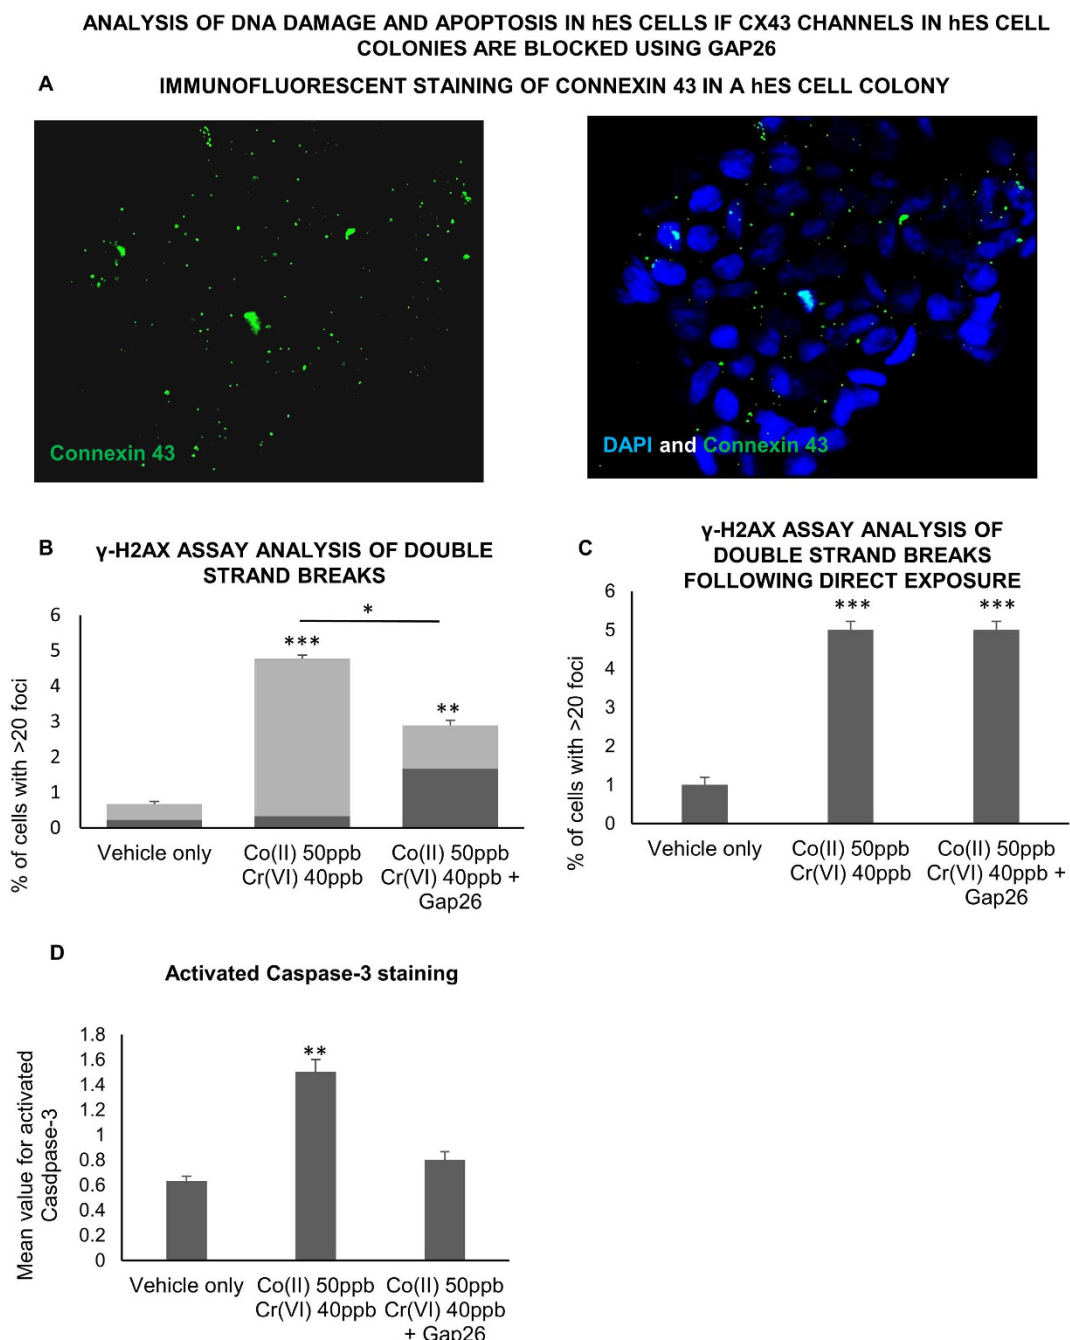 ANALYSIS OF DNA DAMAGE AND APOPTOSIS IN hES CELLS IF CX43 CHANNELS IN hES CELL
COLONIES ARE BLOCKED USING GAP26
A
IMMUNOFLUORESCENT STAINING OF CONNEXIN 43 IN A hES CELL COLONY
Connexin 43
DAPI and Connexin 43
B
γ-H2AX ASSAY ANALYSIS OF DOUBLE
STRAND BREAKS
% of cells with >20 foci
6
5
4
3
2
1
0
*
***
**
Vehicle only
Co(II) 50ppb
Cr(VI) 40ppb
Co(II) 50ppb
Cr(VI) 40ppb +
Gap26
C
γ-H2AX ASSAY ANALYSIS OF
DOUBLE STRAND BREAKS
FOLLOWING DIRECT EXPOSURE
% of cells with >20 foci
6
5
4
3
2
1
0
***
***
Vehicle only
Co(II) 50ppb
Cr(VI) 40ppb
Co(II) 50ppb
Cr(VI) 40ppb +
Gap26
D
Activated Caspase-3 staining
Mean value for activated
Casdpase-3
1.8
1.6
1.4
1.2
1
0.8
0.6
0.4
0.2
0
**
Vehicle only
Co(II) 50ppb
Cr(VI) 40ppb
Co(II) 50ppb
Cr(VI) 40ppb
+ Gap26